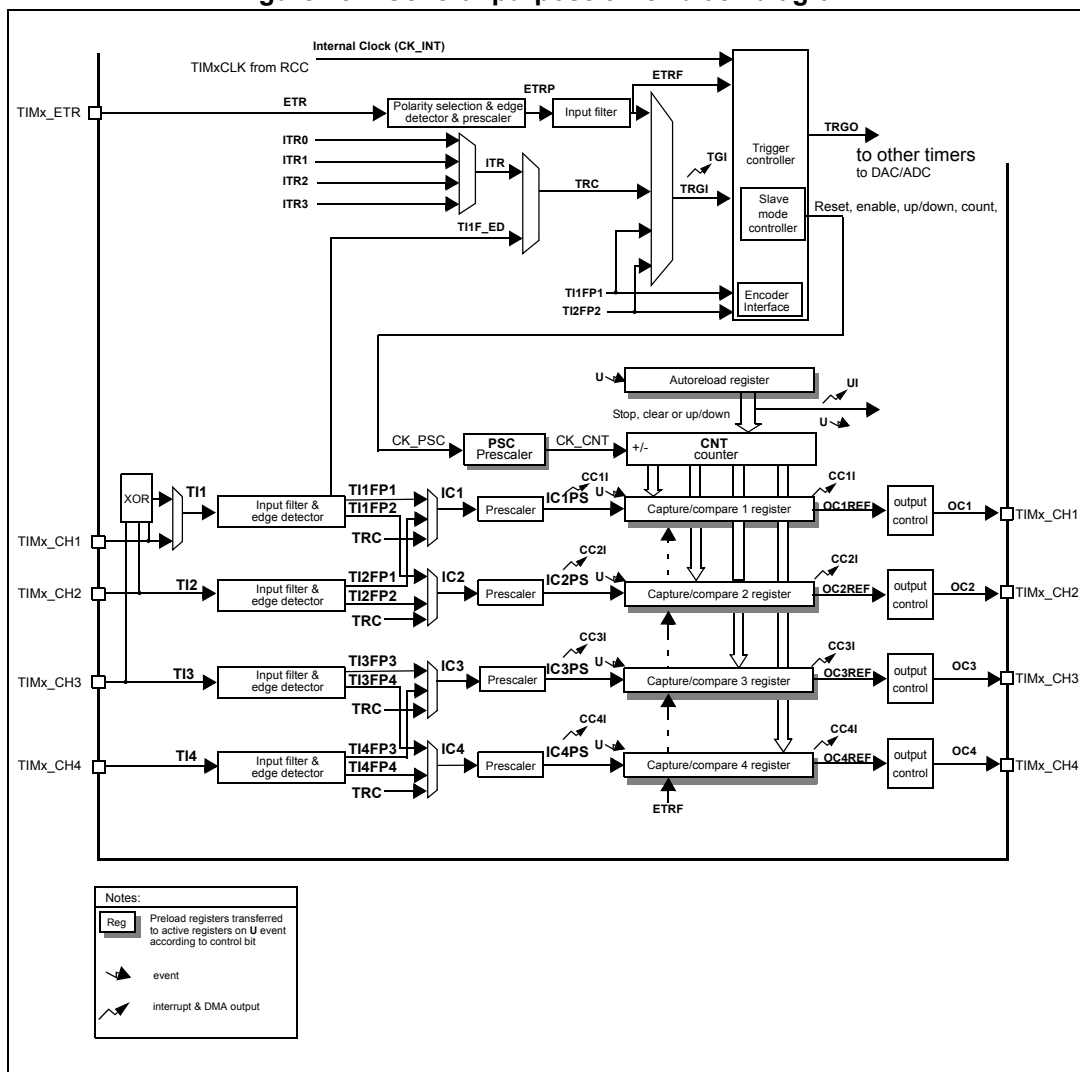 Internal Clock (CK_INT)
TIMxCLK from RCC
ETRF
ETRP
TIMx_ETR
ETR
Polarity selection & edge
detector & prescaler
Input filter
TRGO
ITR0
ITR1
ITR2
ITR3
ITR
TRC
TI1F_ED
TGI
TRGI
Trigger
controller
to other timers
to DAC/ADC
Slave
mode
controller
Reset, enable, up/down, count,
TI1FP1
TI2FP2
Encoder
Interface
U
Autoreload register
UI
Stop, clear or up/down
U
CK_PSC
PSC
Prescaler
CK_CNT
+/-
CNT
counter
XOR
TI1
Input filter &
edge detector
TI1FP1
TI1FP2
TRC
IC1
Prescaler
IC1PS
CC1I
U
Capture/compare 1 register
CC1I
OC1REF
output
control
OC1
TIMx_CH1
TIMx_CH1
TIMx_CH2
TI2
Input filter &
edge detector
TI2FP1
TI2FP2
TRC
IC2
Prescaler
IC2PS
CC2I
U
Capture/compare 2 register
CC2I
OC2REF
output
control
OC2
TIMx_CH2
TIMx_CH3
TI3
Input filter &
edge detector
TI3FP3
TI3FP4
TRC
IC3
Prescaler
IC3PS
CC3I
U
Capture/compare 3 register
CC3I
OC3REF
output
control
OC3
TIMx_CH3
TIMx_CH4
TI4
Input filter &
edge detector
TI4FP3
TI4FP4
TRC
IC4
Prescaler
IC4PS
CC4I
U
Capture/compare 4 register
CC4I
OC4REF
output
control
OC4
TIMx_CH4
ETRF
Notes:
Reg
Preload registers transferred
to active registers on U event
according to control bit
event
interrupt & DMA output